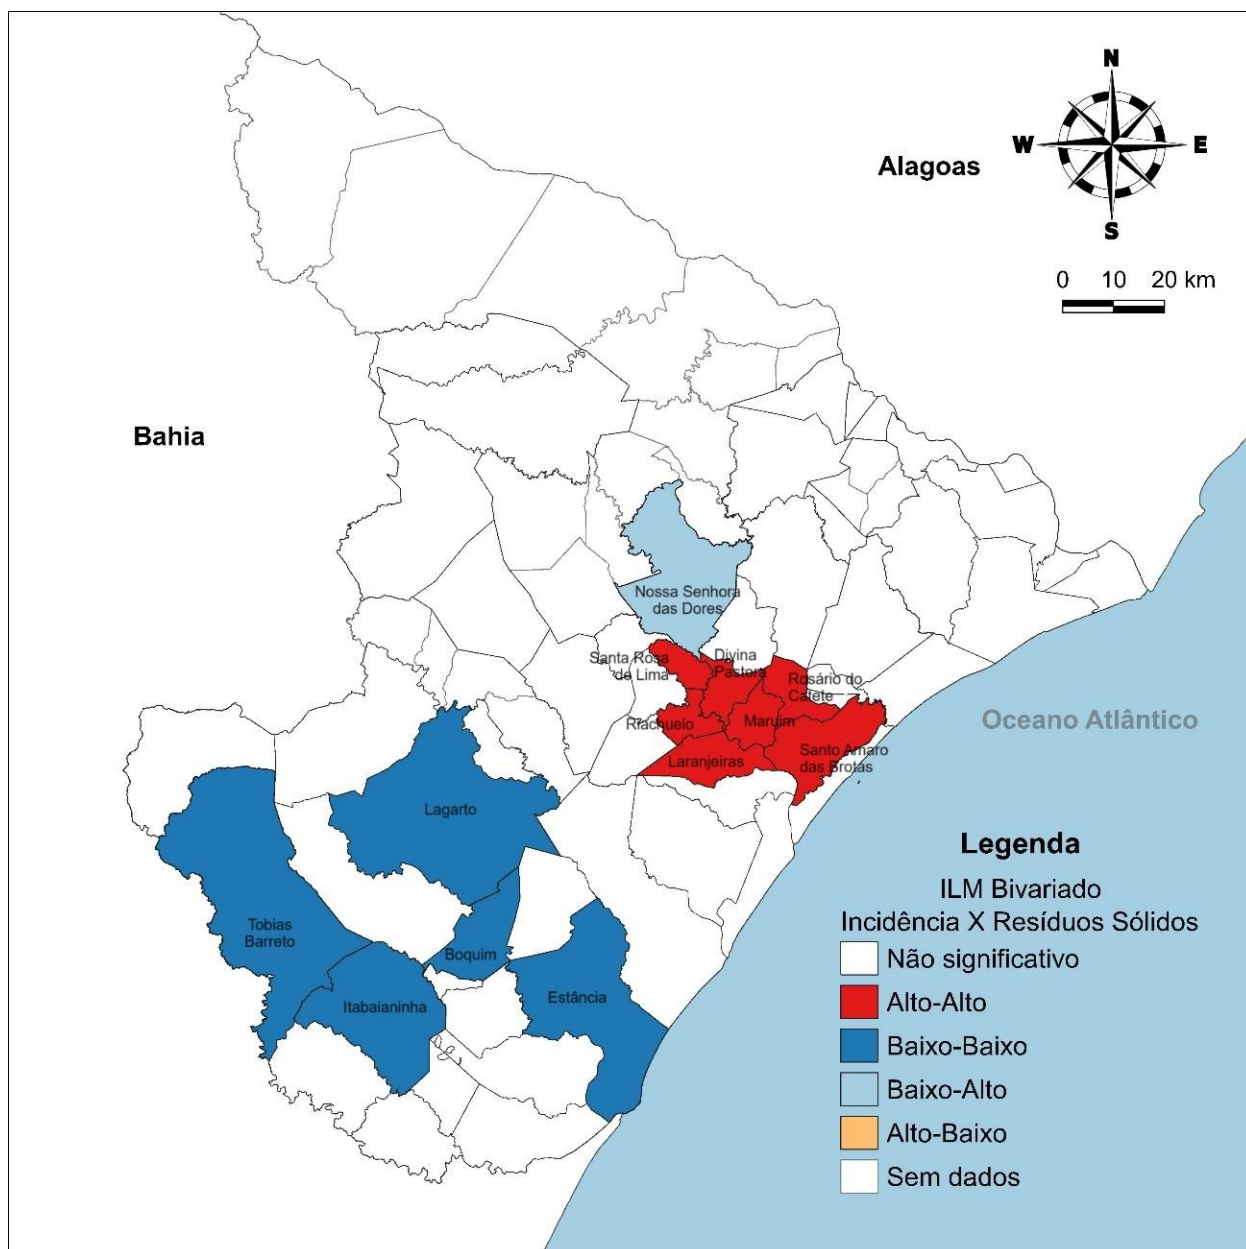 N
W
E
S
Alagoas
0 10 20 km
Bahia
Nossa Senhora
das Dores
Santa Rosa
de Lima
Divina
Pastora
Rosário do
Catete
Riachuelo
Maruim
Laranjeiras
Santo Amaro
das Brotas
Oceano Atlântico
Lagarto
Tobias
Barreto
Boquim
Itabaianinha
Estância
Legenda
ILM Bivariado
Incidência X Resíduos Sólidos
Não significativo
Alto-Alto
Baixo-Baixo
Baixo-Alto
Alto-Baixo
Sem dados